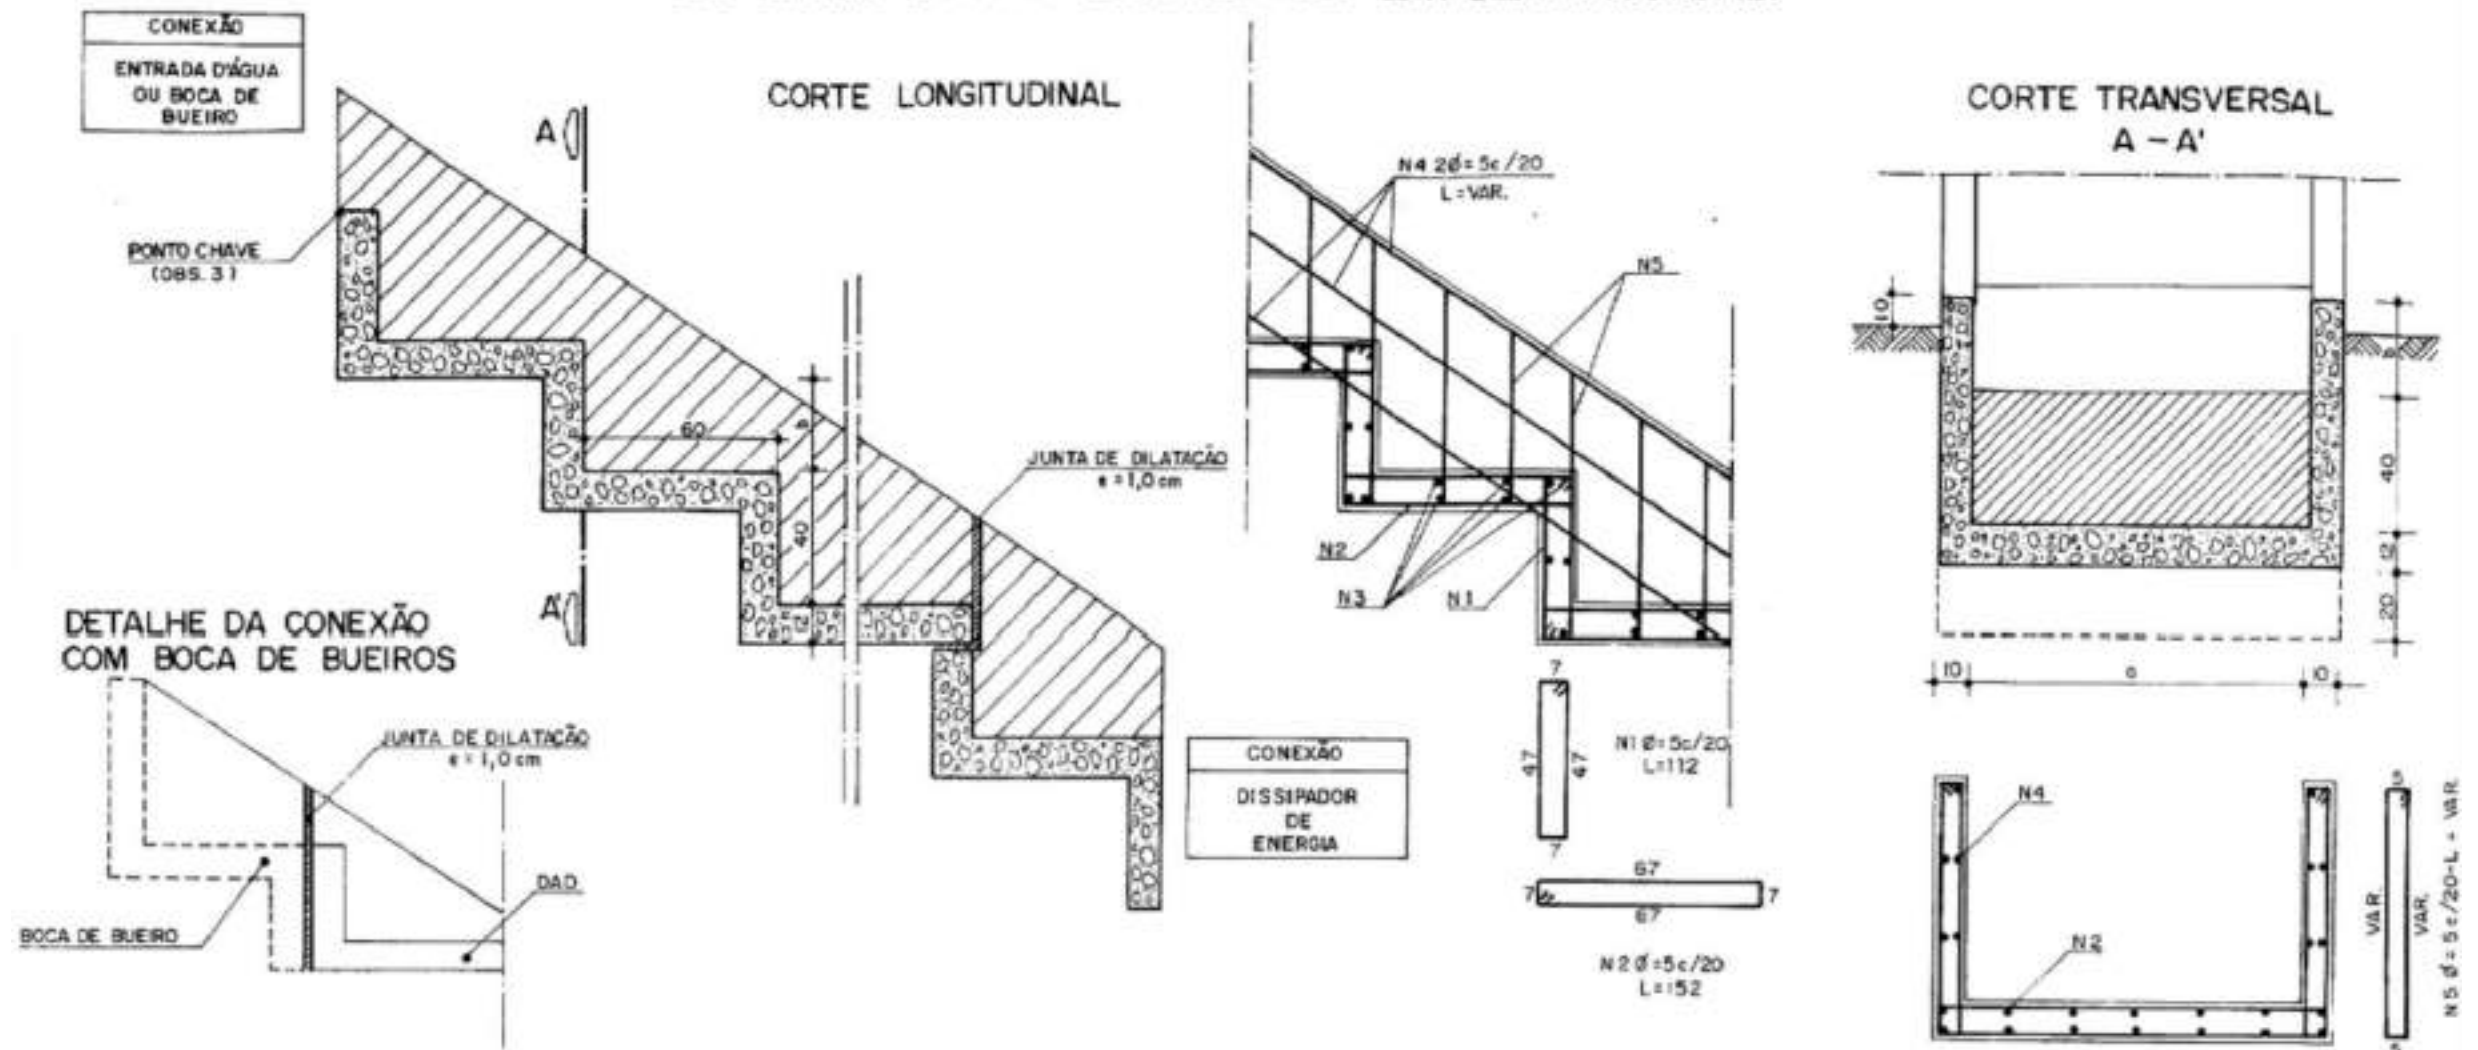 CONEXÃO
ENTRADA D'ÁGUA
OU BOCA DE
BUEIRO
CORTE LONGITUDINAL
CORTE TRANSVERSAL
A - A'
A
PONTO CHAVE
(OBS. 3)
N4 2Ø=5c/20
L=VAR.
N5
10
b
60
b
40
12
JUNTA DE DILATAÇÃO
e = 1,0 cm
40
12
20
N2
N3
N1
A'
10
a
10
DETALHE DA CONEXÃO
COM BOCA DE BUEIROS
JUNTA DE DILATAÇÃO
e = 1,0 cm
BOCA DE BUEIRO
DAD
CONEXÃO
DISSIPADOR
DE
ENERGIA
7
47
47
7
N1 Ø=5c/20
L=112
67
7
7
67
N2 Ø=5c/20
L=152
N4
N2
5
VAR.
VAR.
5
N5 Ø=5c/20-L=VAR.